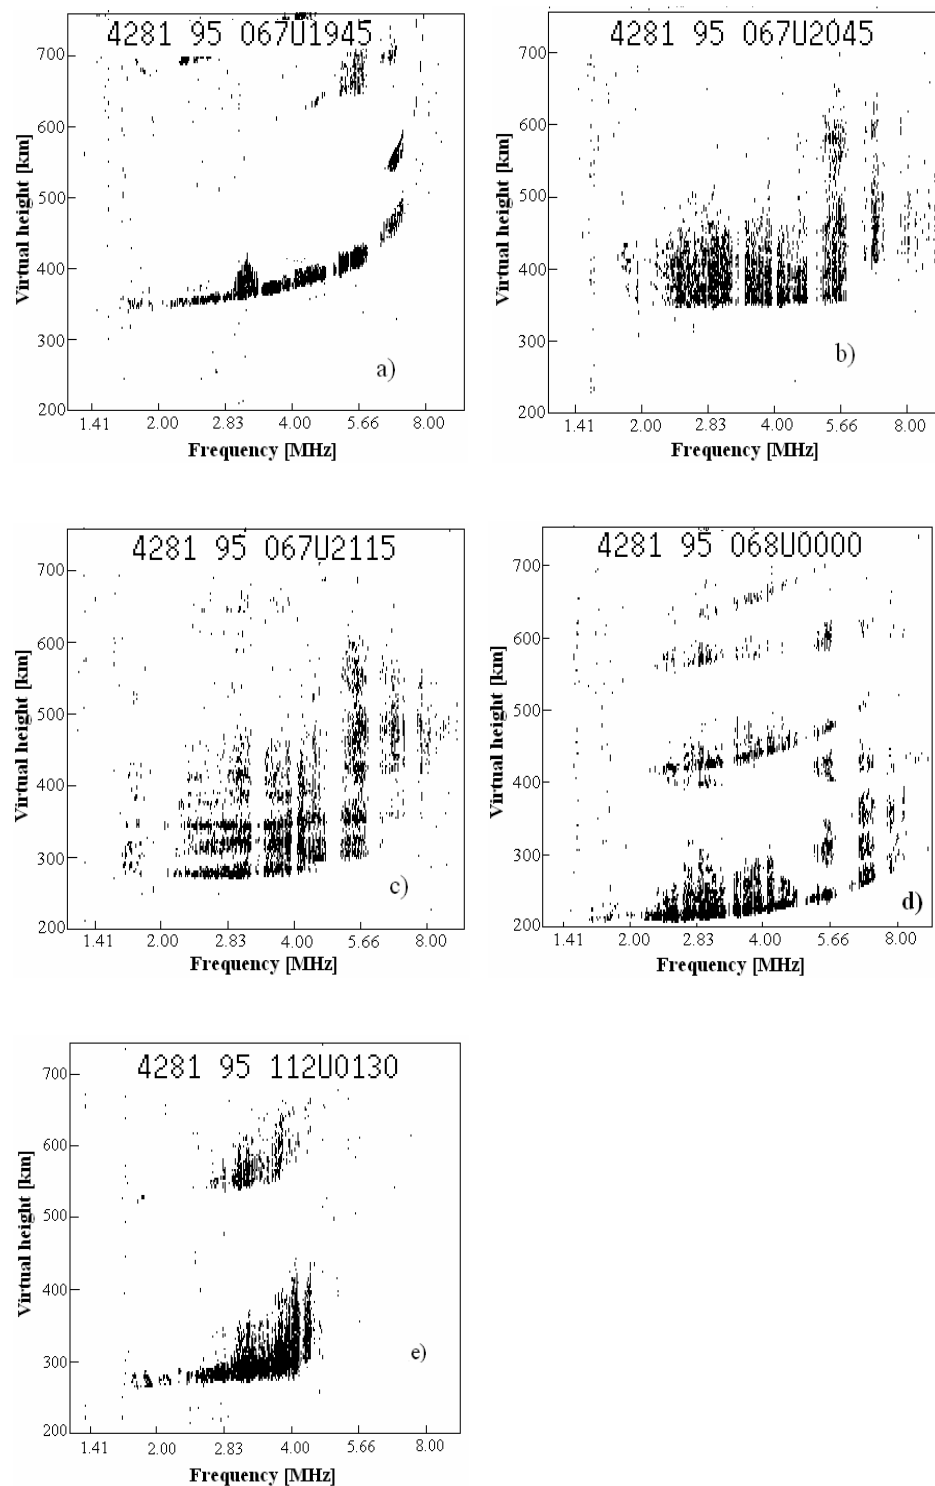 4281 95 067U1945
700
600
500
400
300
200
Virtual height [km]
1.41 2.00 2.83 4.00 5.66 8.00
Frequency [MHz]
a)
4281 95 067U2045
700
600
500
400
300
200
Virtual height [km]
1.41 2.00 2.83 4.00 5.66 8.00
Frequency [MHz]
b)
4281 95 067U2115
700
600
500
400
300
200
Virtual height [km]
1.41 2.00 2.83 4.00 5.66 8.00
Frequency [MHz]
c)
4281 95 068U0000
700
600
500
400
300
200
Virtual height [km]
1.41 2.00 2.83 4.00 5.66 8.00
Frequency [MHz]
d)
4281 95 112U0130
700
600
500
400
300
200
Virtual height [km]
1.41 2.00 2.83 4.00 5.66 8.00
Frequency [MHz]
e)